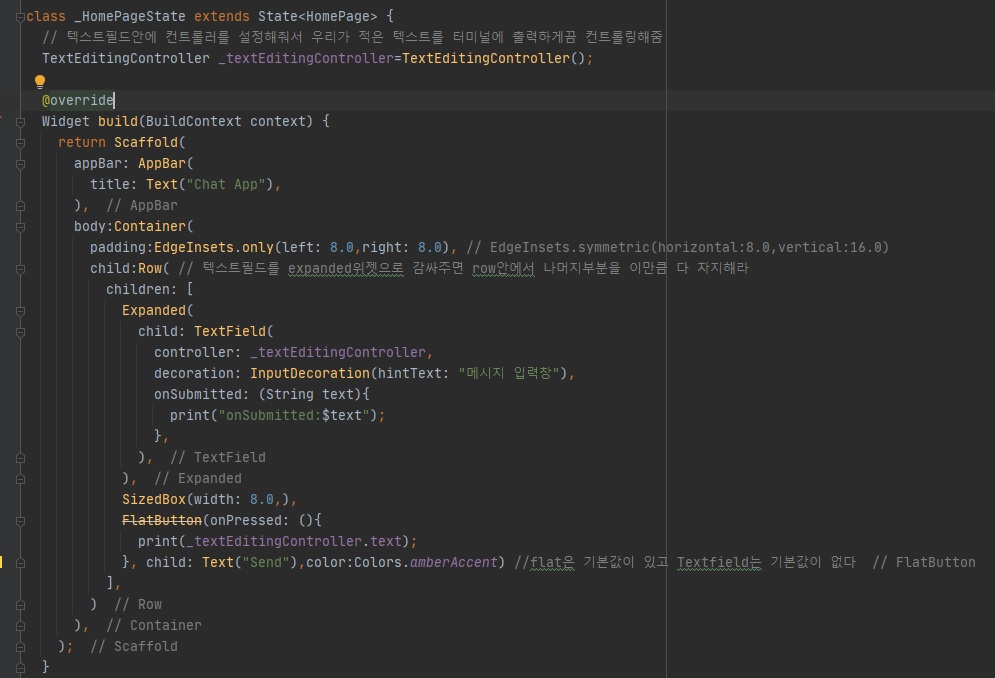 class _HomePageState extends State<HomePage> {
// 텍스트필드안에 컨트롤러를 설정해줘서 우리가 적은 텍스트를 터미널에 출력하게끔 컨트롤링해줌
TextEditingController _textEditingController=TextEditingController();
@override
Widget build(BuildContext context) {
return Scaffold(
appBar: AppBar(
title: Text("Chat App"),
), // AppBar
body:Container(
padding:EdgeInsets.only(left: 8.0,right: 8.0), // EdgeInsets.symmetric(horizontal:8.0,vertical:16.0)
child:Row( // 텍스트필드를 expanded위젯으로 감싸주면 row안에서 나머지부분을 이만큼 다 차지해라
children: [
Expanded(
child: TextField(
controller: _textEditingController,
decoration: InputDecoration(hintText: "메시지 입력창"),
onSubmitted: (String text){
print("onSubmitted:$text");
},
), // TextField
), // Expanded
SizedBox(width: 8.0,),
FlatButton(onPressed: (){
print(_textEditingController.text);
}, child: Text("Send"),color:Colors.amberAccent) //flat은 기본값이 있고 Textfield는 기본값이 없다 // FlatButton
],
) // Row
), // Container
); // Scaffold
}